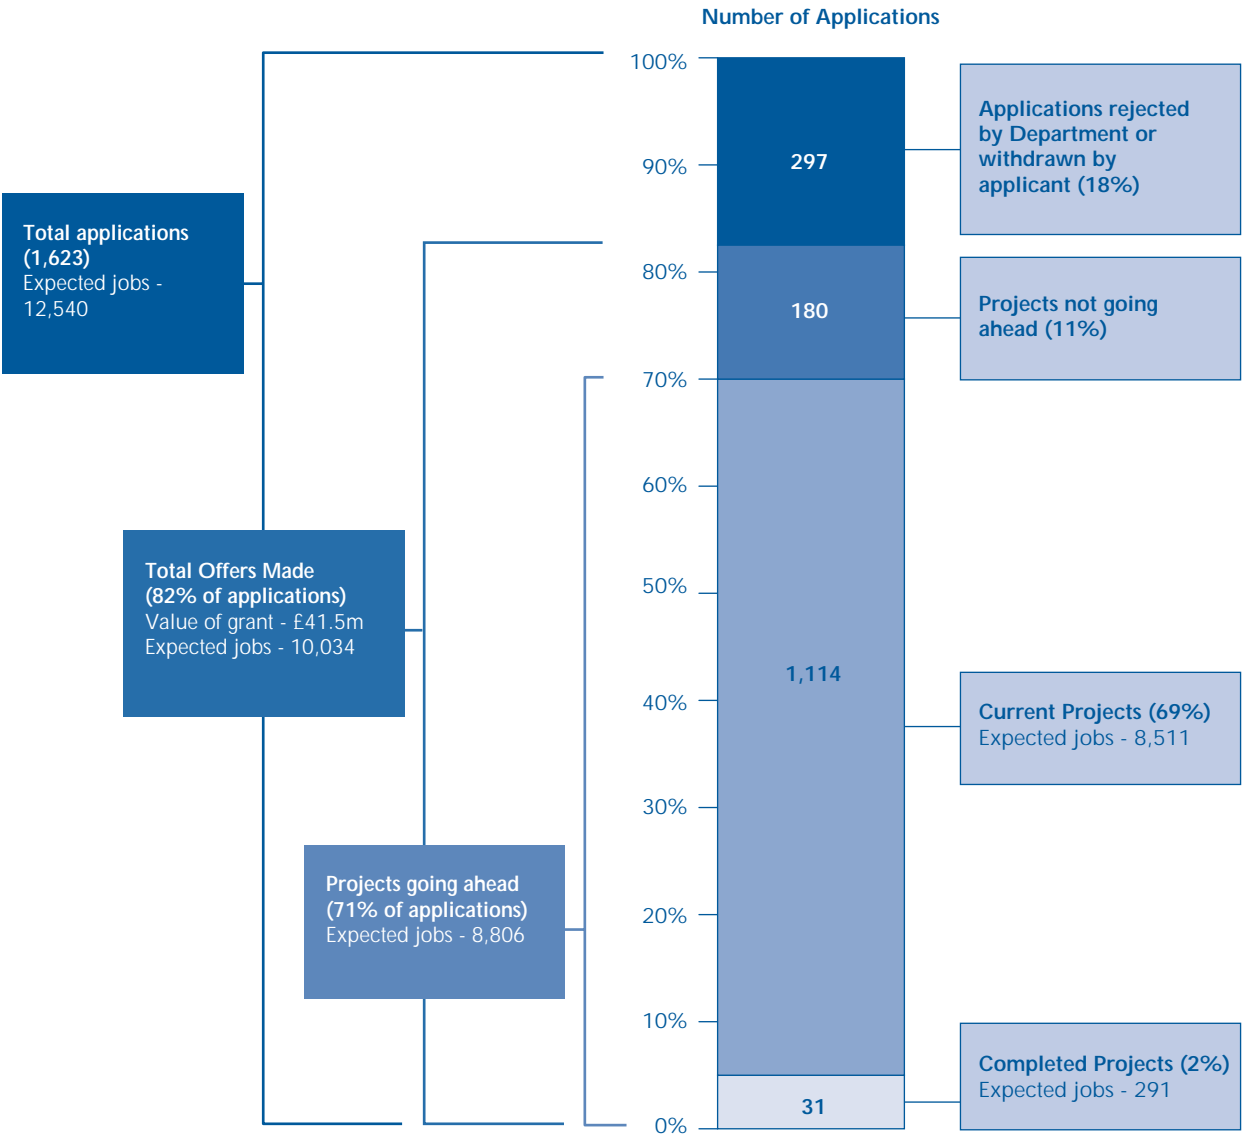 Number of Applications
Total applications
(1,623)
Expected jobs -
12,540
Total Offers Made
(82% of applications)
Value of grant - £41.5m
Expected jobs - 10,034
Projects going ahead
(71% of applications)
Expected jobs - 8,806
100%
90%
80%
70%
60%
50%
40%
30%
20%
10%
0%
297
180
1,114
31
Applications rejected
by Department or
withdrawn by
applicant (18%)
Projects not going
ahead (11%)
Current Projects (69%)
Expected jobs - 8,511
Completed Projects (2%)
Expected jobs - 291